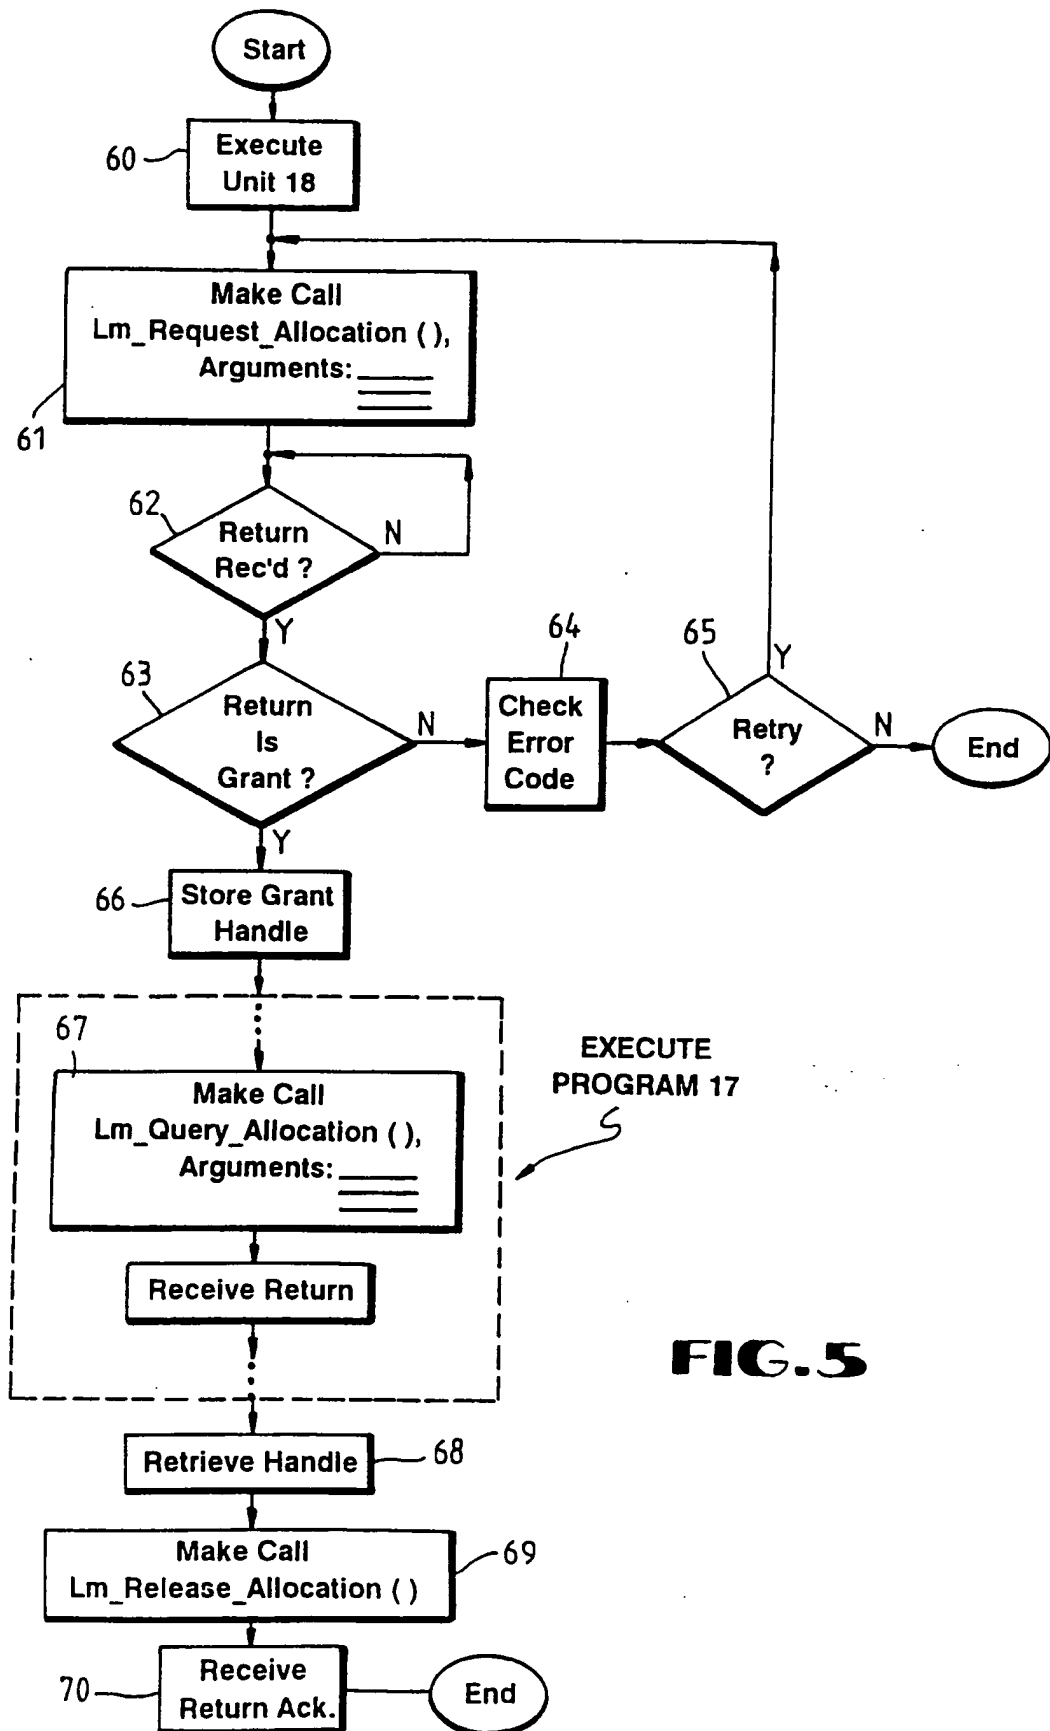 Start
60
Execute
Unit 18
Make Call
Lm_Request_Allocation ( ),
Arguments:
61
62
Return
Rec'd ?
N
Y
63
Return
Is
Grant ?
N
Y
64
Check
Error
Code
65
Retry
?
Y
N
End
66
Store Grant
Handle
67
Make Call
Lm_Query_Allocation ( ),
Arguments:
Receive Return
EXECUTE
PROGRAM 17
FIG.5
Retrieve Handle
68
Make Call
Lm_Release_Allocation ( )
69
Receive
Return Ack.
70
End